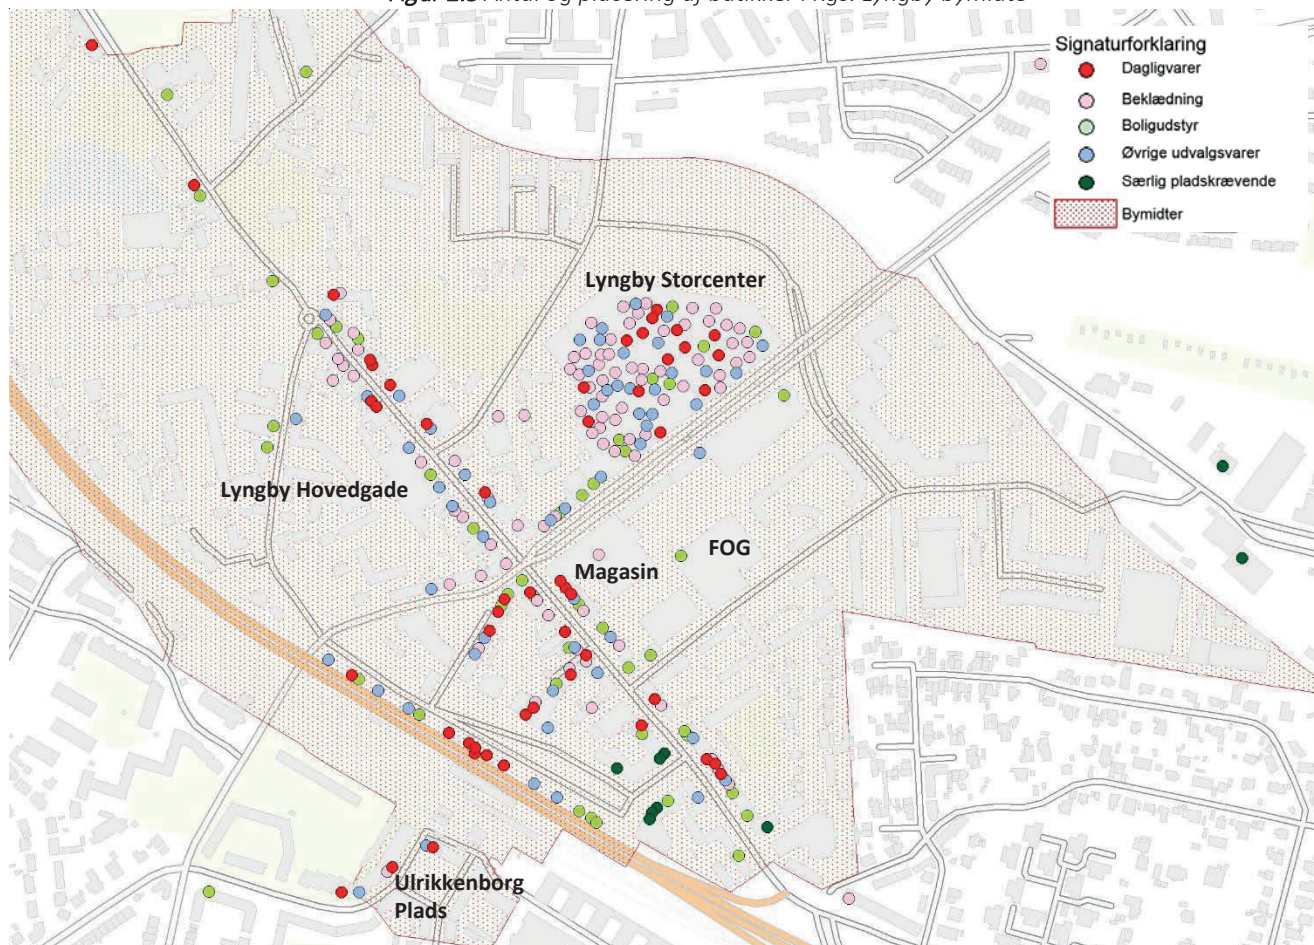 Signaturforklaring
Dagligvarer
Beklædning
Boligudstyr
Øvrige udvalgsvarer
Særlig pladskrævende
Bymidter
Lyngby Storcenter
Lyngby Hovedgade
FOG
Magasin
Ulrikkenborg
Plads